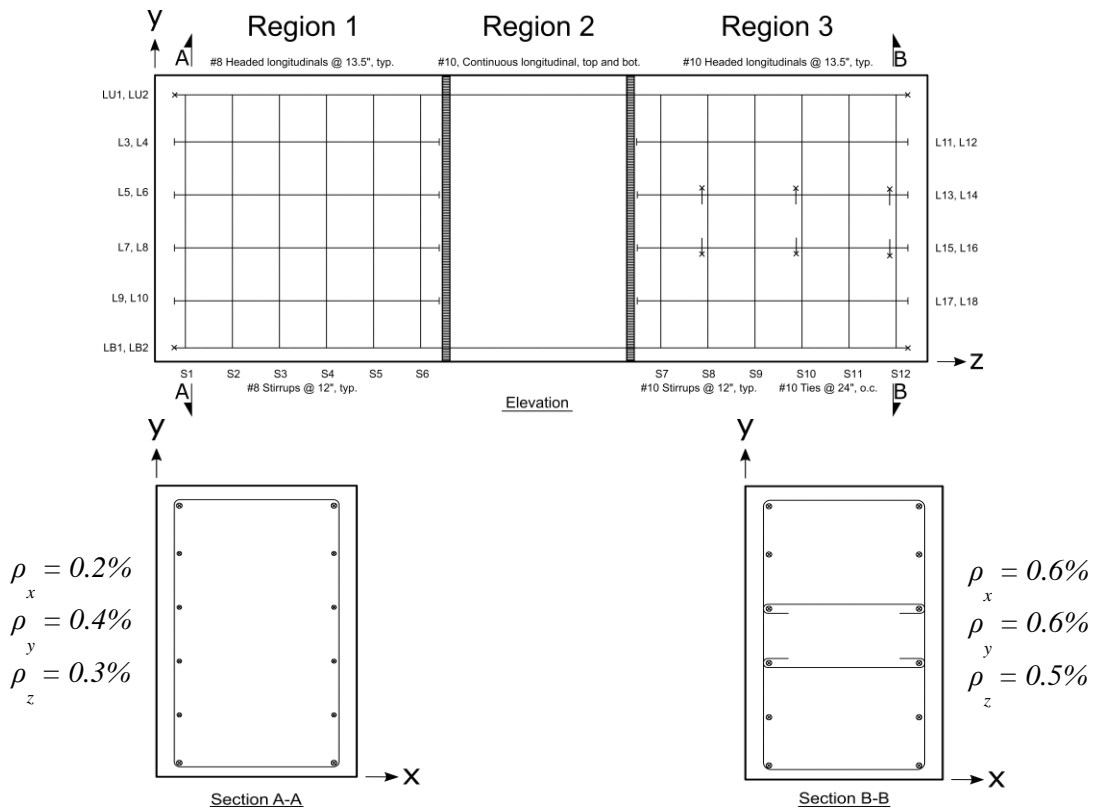 y
Region 1
Region 2
Region 3
A
B
#8 Headed longitudinals @ 13.5", typ.
#10, Continuous longitudinal, top and bot.
#10 Headed longitudinals @ 13.5", typ.
LU1, LU2
L3, L4
L11, L12
L5, L6
L13, L14
L7, L8
L15, L16
L9, L10
L17, L18
LB1, LB2
z
S1 S2 S3 S4 S5 S6 S7 S8 S9 S10 S11 S12
A
#8 Stirrups @ 12", typ.
#10 Stirrups @ 12", typ.
#10 Ties @ 24", o.c.
B
Elevation
y
y
ρx = 0.2%
ρy = 0.4%
ρz = 0.3%
ρx = 0.6%
ρy = 0.6%
ρz = 0.5%
x
x
Section A-A
Section B-B